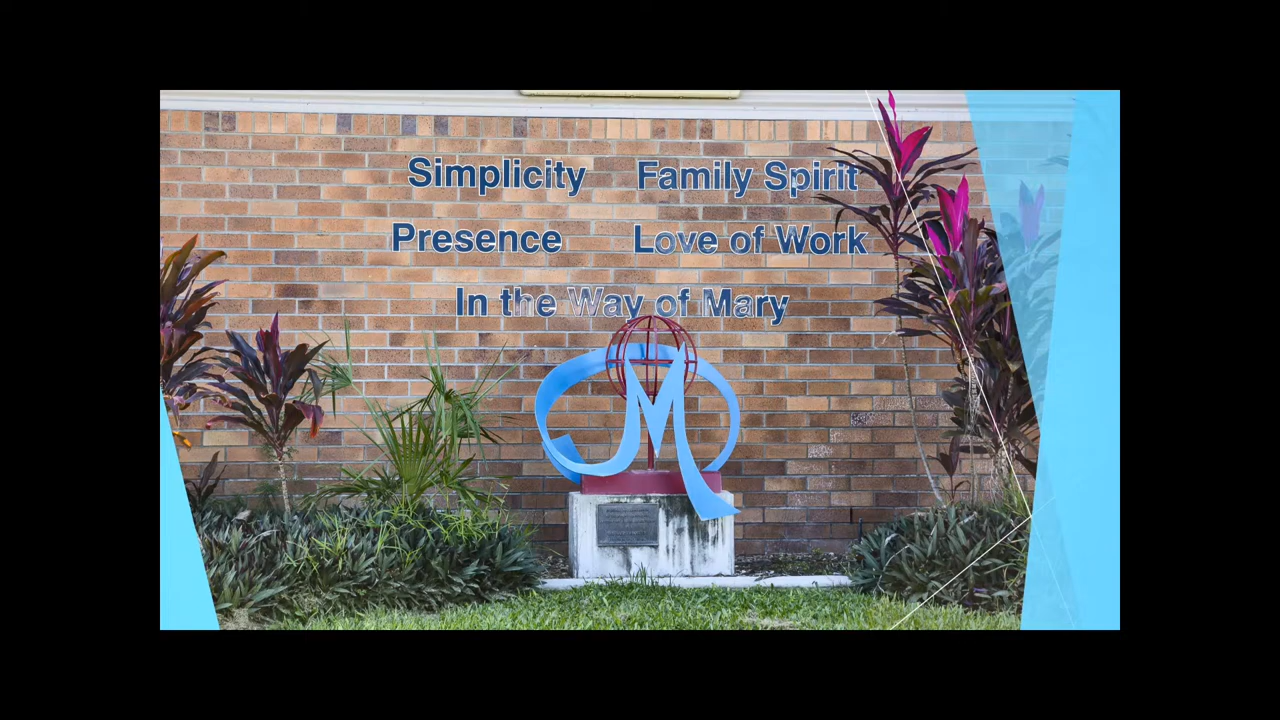 Simplicity Family Spirit
Presence Love of Work
In the Way of Mary
M